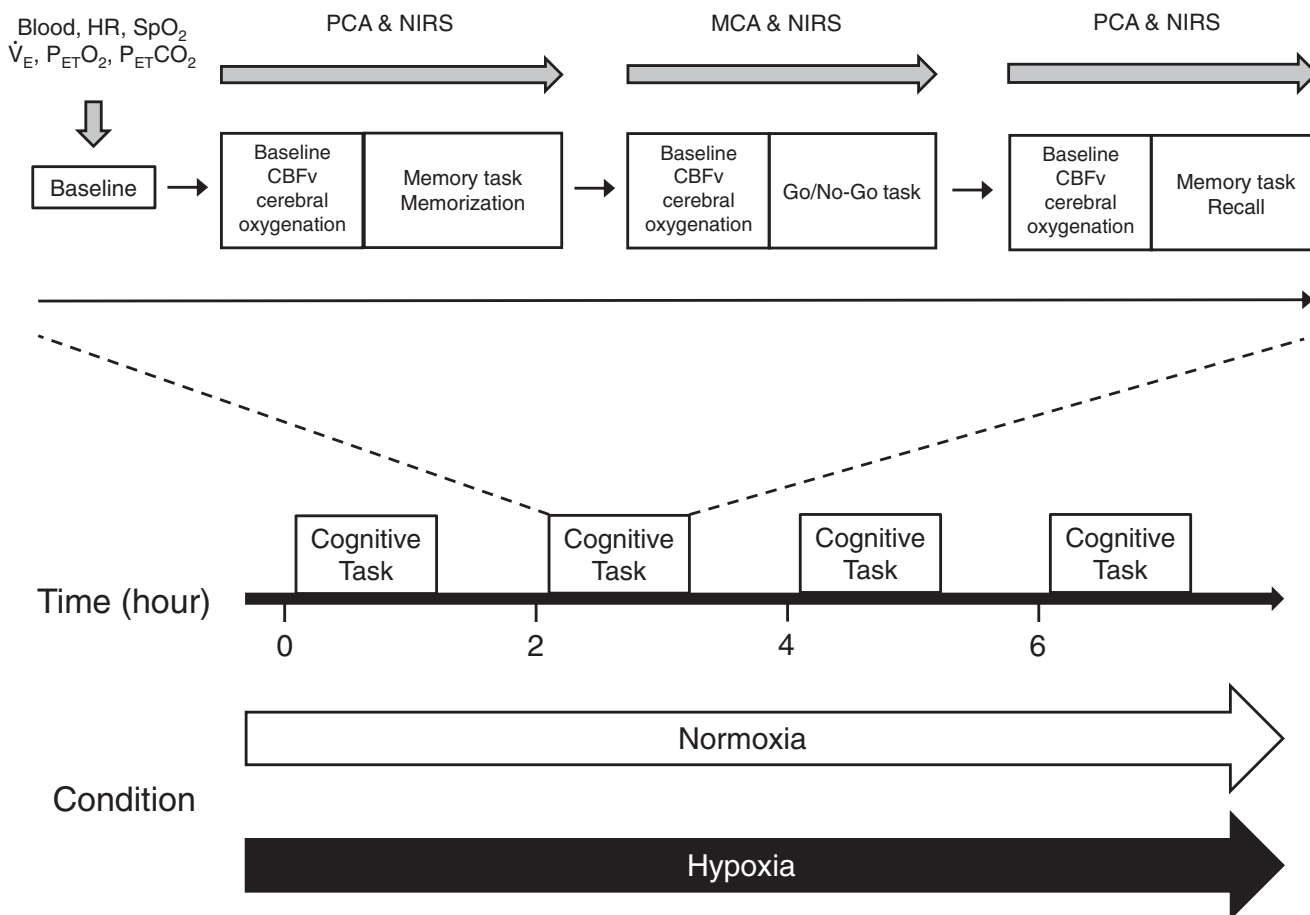 Blood, HR, SpO₂
V̇E, PETO₂, PETCO₂
PCA & NIRS
MCA & NIRS
PCA & NIRS
Baseline
Baseline
CBFv
cerebral
oxygenation
Memory task
Memorization
Baseline
CBFv
cerebral
oxygenation
Go/No-Go task
Baseline
CBFv
cerebral
oxygenation
Memory task
Recall
Cognitive
Task
Cognitive
Task
Cognitive
Task
Cognitive
Task
Time (hour)
0
2
4
6
Normoxia
Condition
Hypoxia